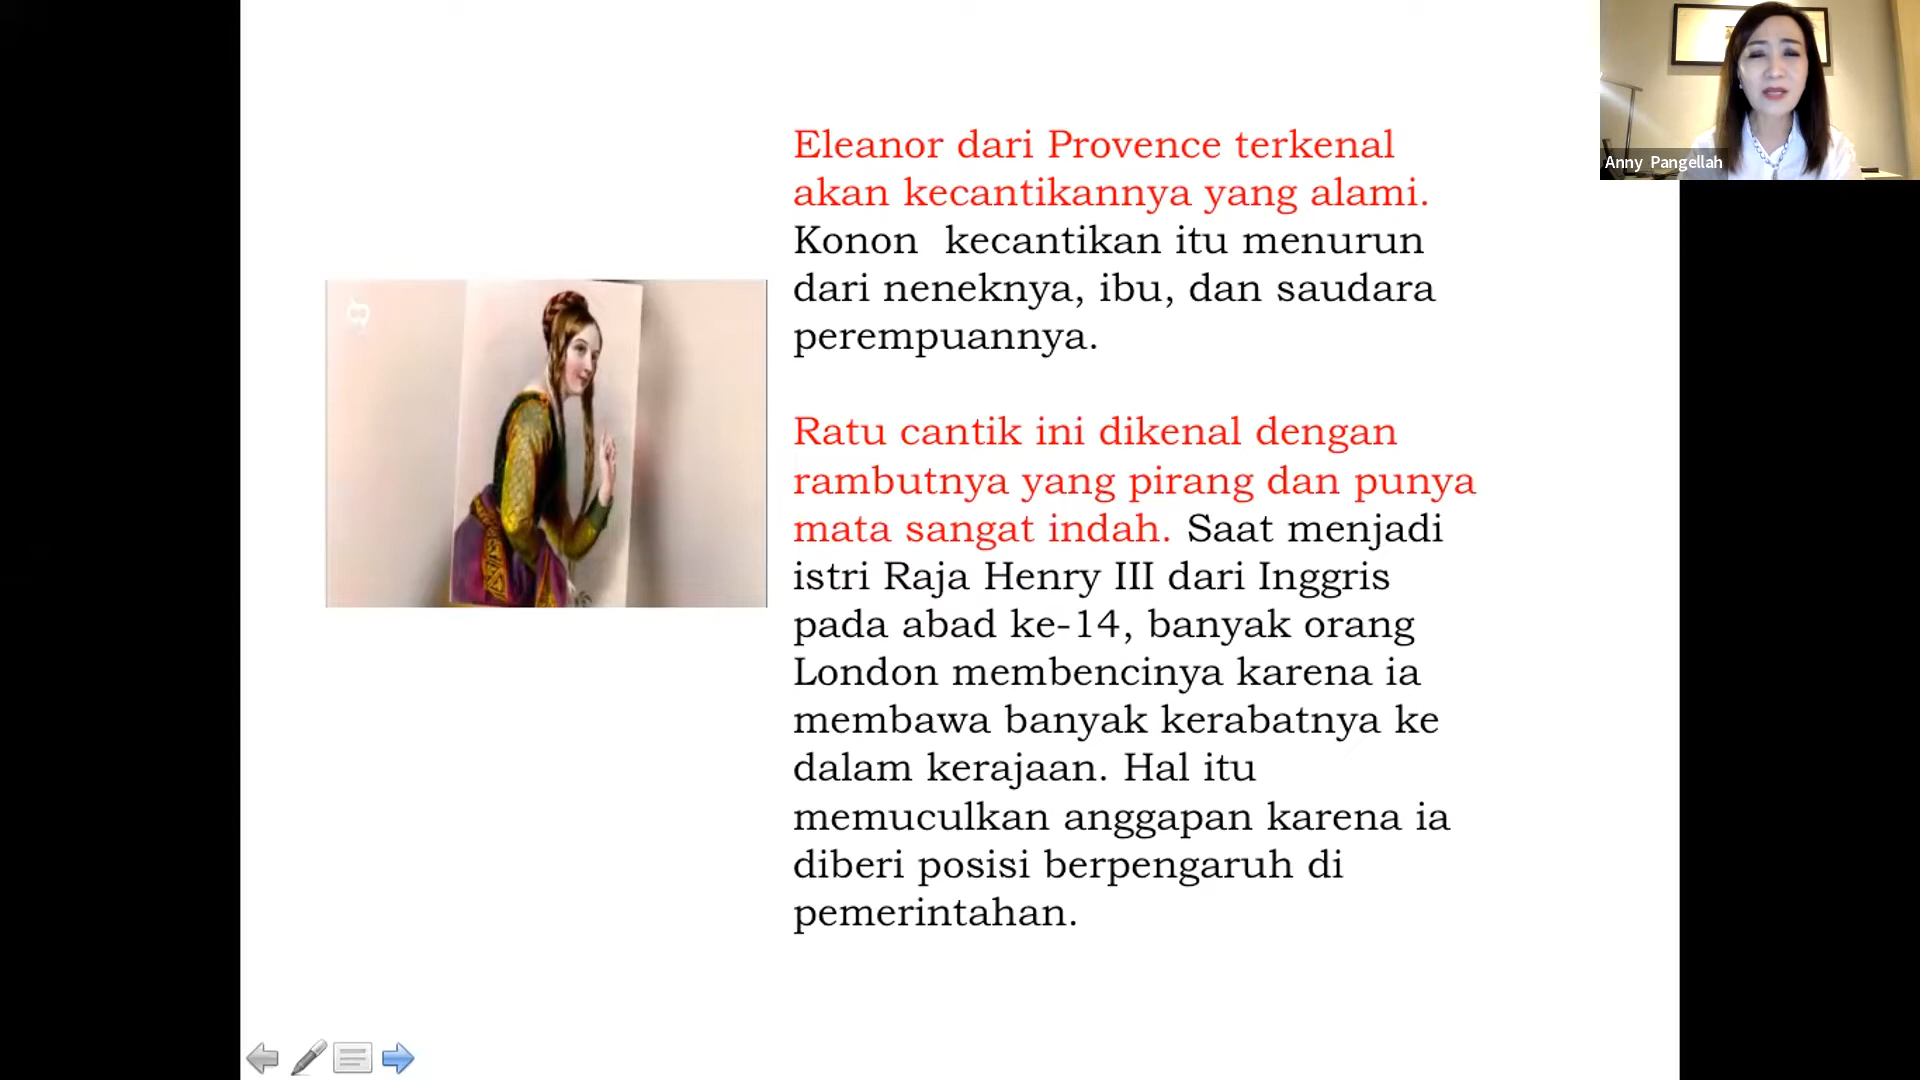 Eleanor dari Provence terkenal
akan kecantikannya yang alami.
Konon  kecantikan itu menurun
dari neneknya, ibu, dan saudara
perempuannya.
Ratu cantik ini dikenal dengan
rambutnya yang pirang dan punya
mata sangat indah. Saat menjadi
istri Raja Henry III dari Inggris
pada abad ke-14, banyak orang
London membencinya karena ia
membawa banyak kerabatnya ke
dalam kerajaan. Hal itu
memuculkan anggapan karena ia
diberi posisi berpengaruh di
pemerintahan.
Anny Pangellah